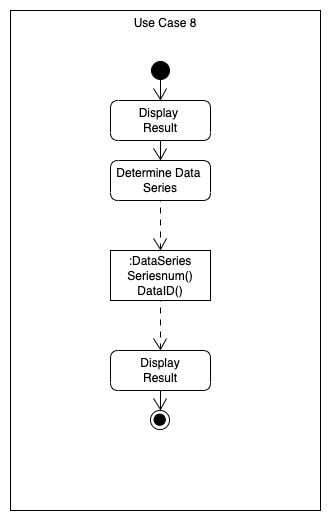 Use Case 8
Display
Result
Determine Data
Series
:DataSeries
Seriesnum()
DataID()
Display
Result